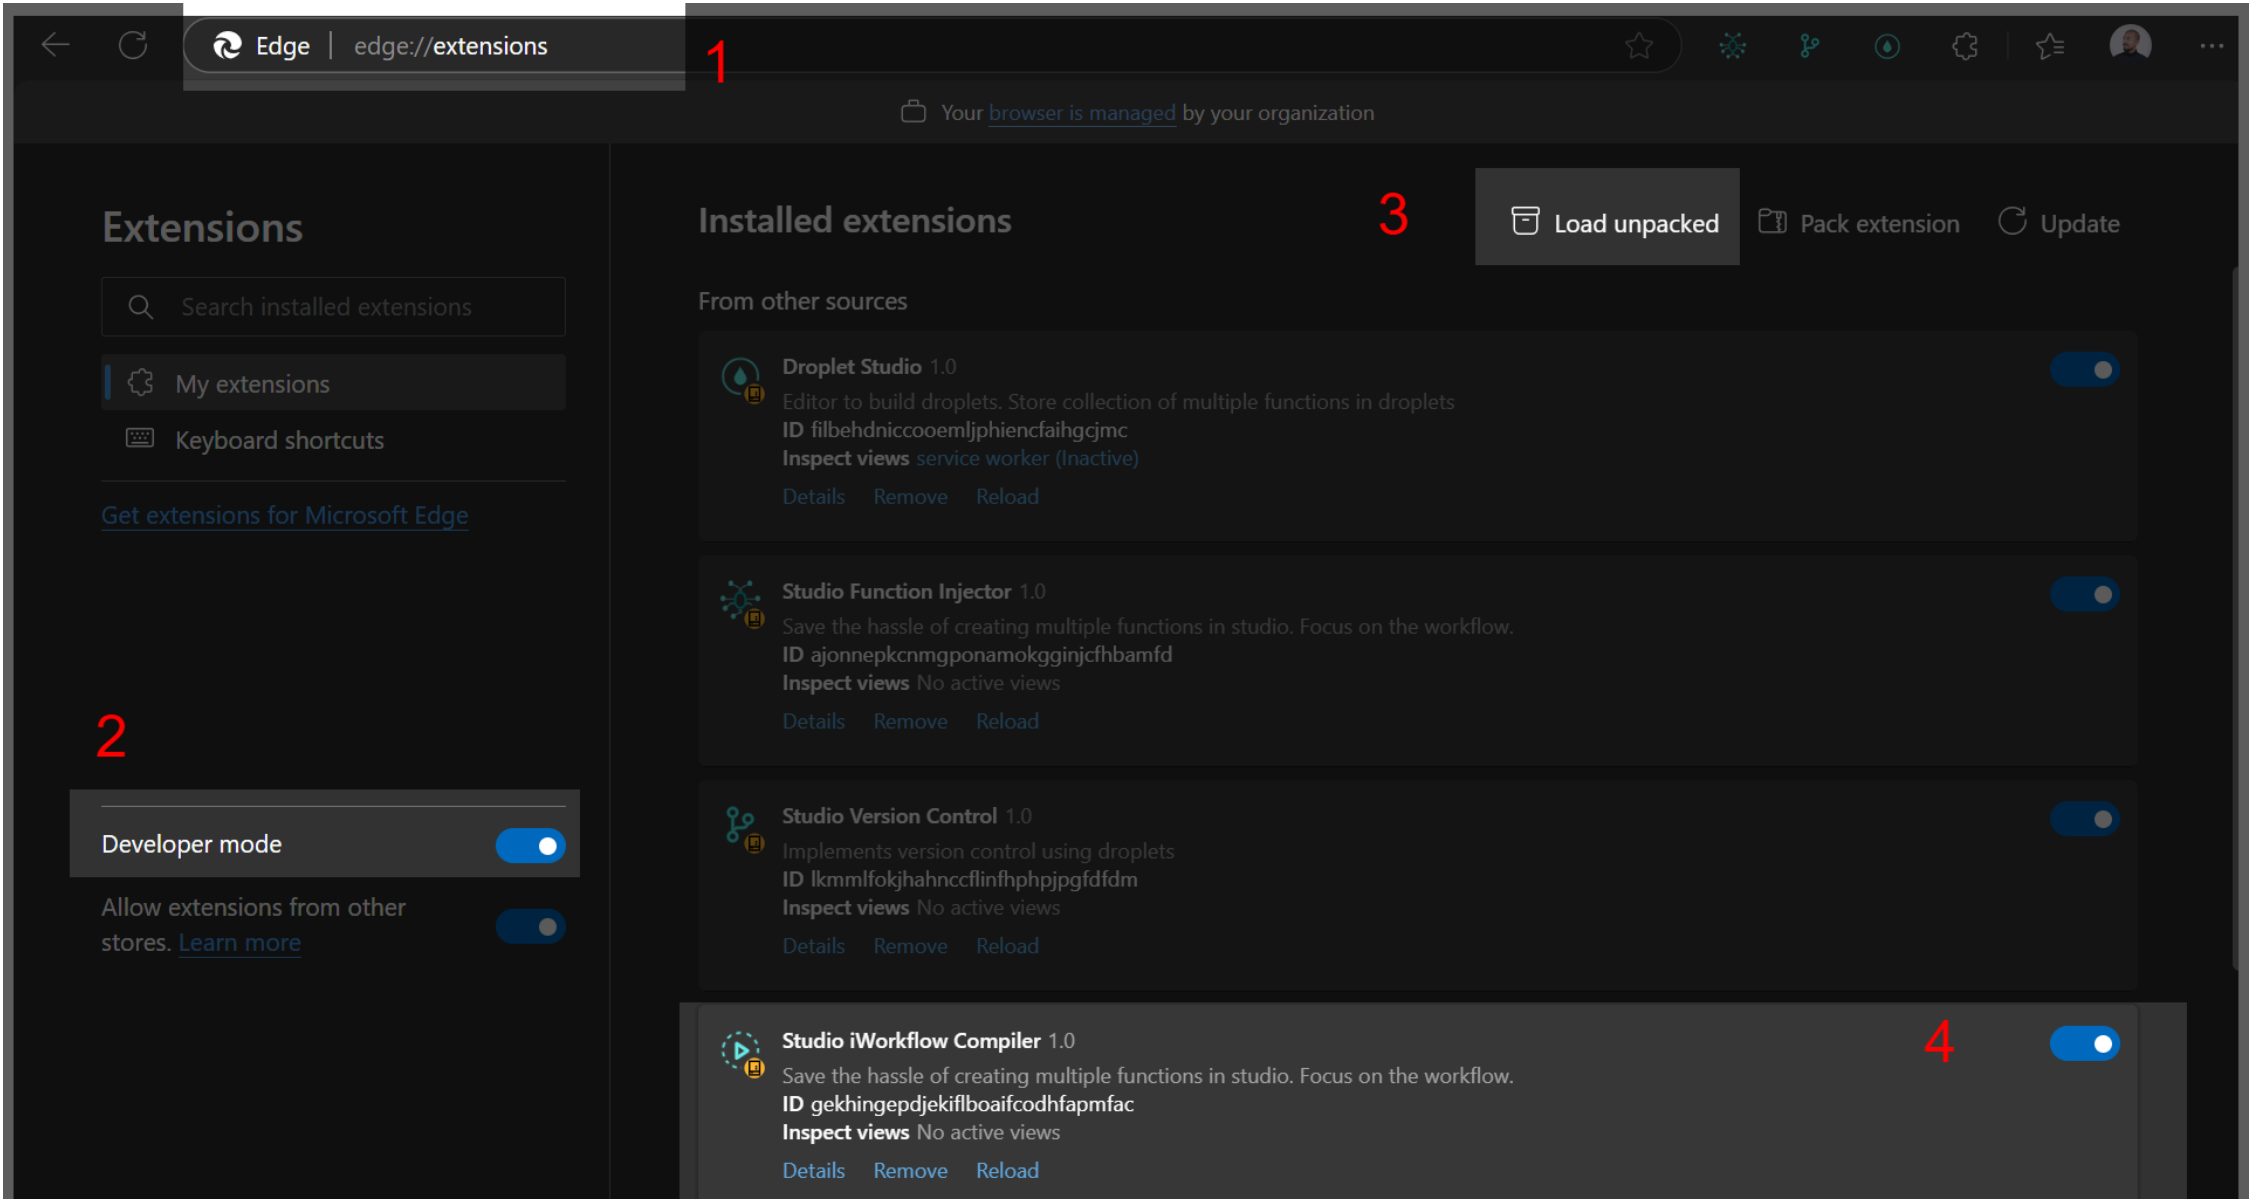 Edge | edge://extensions
1
Your browser is managed by your organization
Extensions
Search installed extensions
My extensions
Keyboard shortcuts
Get extensions for Microsoft Edge
2
Developer mode
Allow extensions from other
stores. Learn more
Installed extensions
3
Load unpacked
Pack extension
Update
From other sources
Droplet Studio 1.0
Editor to build droplets. Store collection of multiple functions in droplets
ID filbehdniccooemljphiencfaihgcjmc
Inspect views service worker (Inactive)
Details Remove Reload
Studio Function Injector 1.0
Save the hassle of creating multiple functions in studio. Focus on the workflow.
ID ajonnepkcnmgponamokgginjcfhbamfd
Inspect views No active views
Details Remove Reload
Studio Version Control 1.0
Implements version control using droplets
ID lkmmlfokjhahnccflinfhphpjpgfdfdm
Inspect views No active views
Details Remove Reload
Studio iWorkflow Compiler 1.0
4
Save the hassle of creating multiple functions in studio. Focus on the workflow.
ID gekhingepdjekiflboaifcodhfapmfac
Inspect views No active views
Details Remove Reload